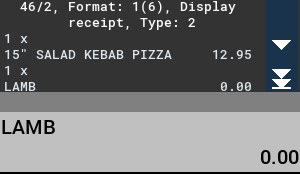 46/2, Format: 1(6), Display
receipt, Type: 2
1 x
15" SALAD KEBAB PIZZA 12.95
1 x
LAMB 0.00
LAMB
0.00